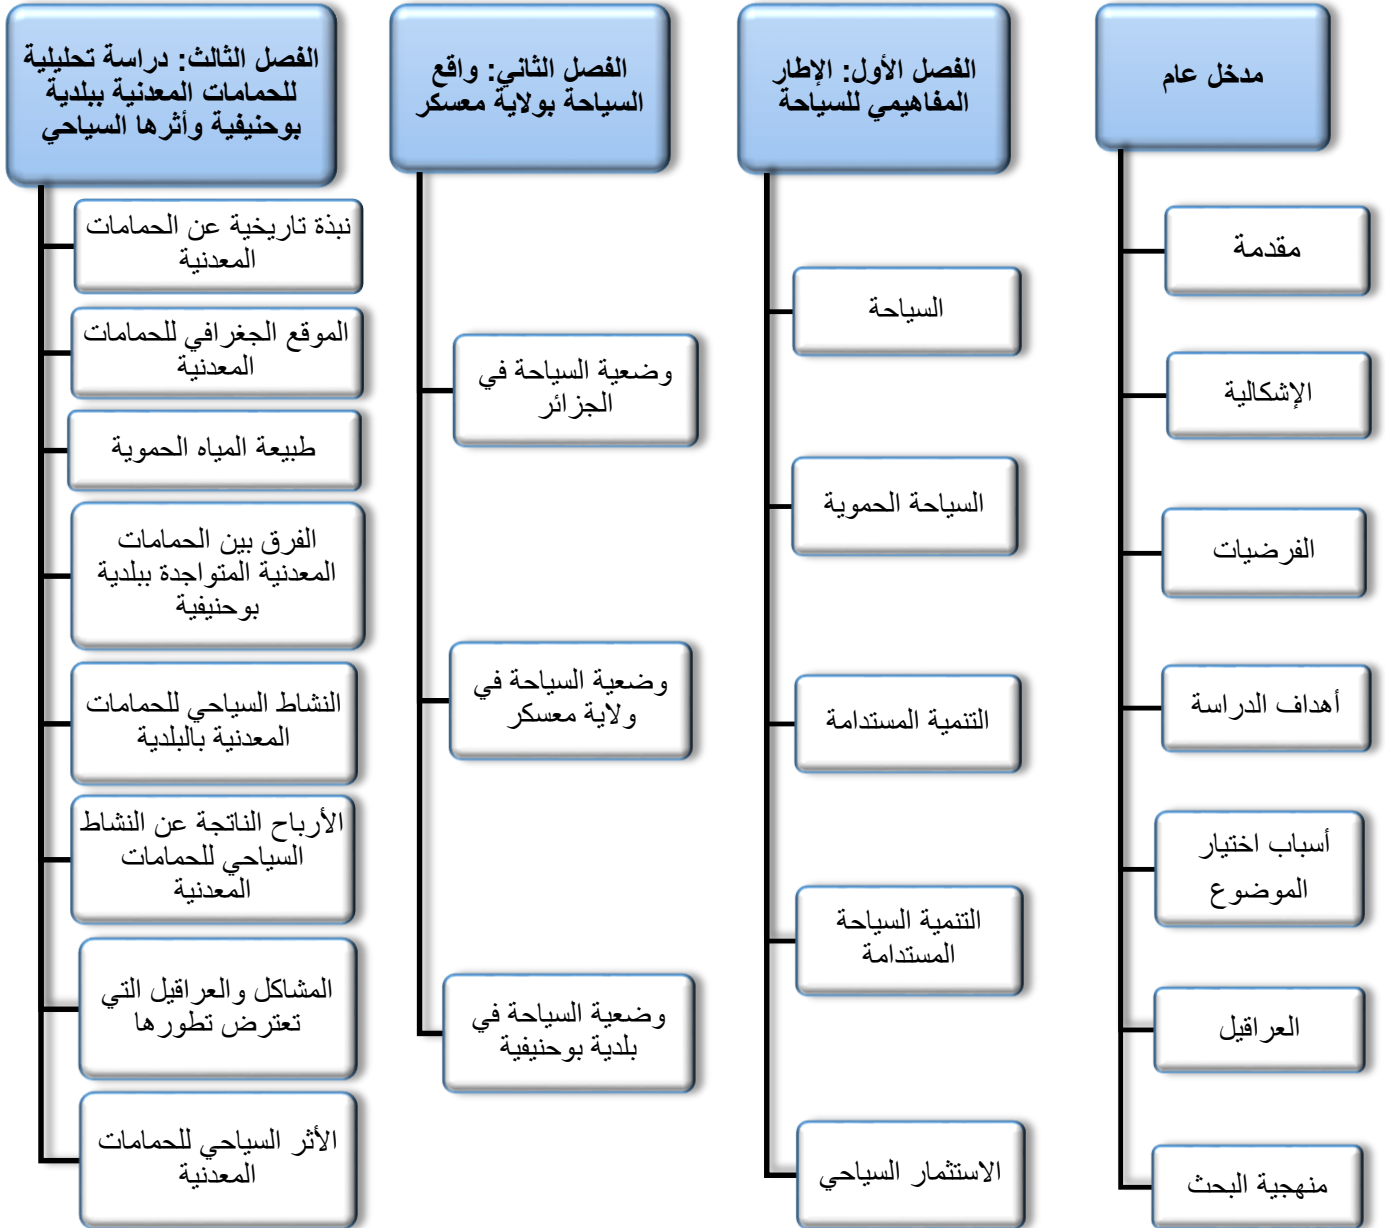 مدخل عام
مقدمة
الإشكالية
الفرضيات
أهداف الدراسة
أسباب اختيار
الموضوع
العراقيل
منهجية البحث
الفصل الأول: الإطار
المفاهيمي للسياحة
السياحة
السياحة الحموية
التنمية المستدامة
التنمية السياحة
المستدامة
الاستثمار السياحي
الفصل الثاني: واقع
السياحة بولاية معسكر
وضعية السياحة في
الجزائر
وضعية السياحة في
ولاية معسكر
وضعية السياحة في
بلدية بوحنيفية
الفصل الثالث: دراسة تحليلية
للحمامات المعدنية ببلدية
بوحنيفية وأثرها السياحي
نبذة تاريخية عن الحمامات
المعدنية
الموقع الجغرافي للحمامات
المعدنية
طبيعة المياه الحموية
الفرق بين الحمامات
المعدنية المتواجدة ببلدية
بوحنيفية
النشاط السياحي للحمامات
المعدنية بالبلدية
الأرباح الناتجة عن النشاط
السياحي للحمامات
المعدنية
المشاكل والعراقيل التي
تعترض تطورها
الأثر السياحي للحمامات
المعدنية